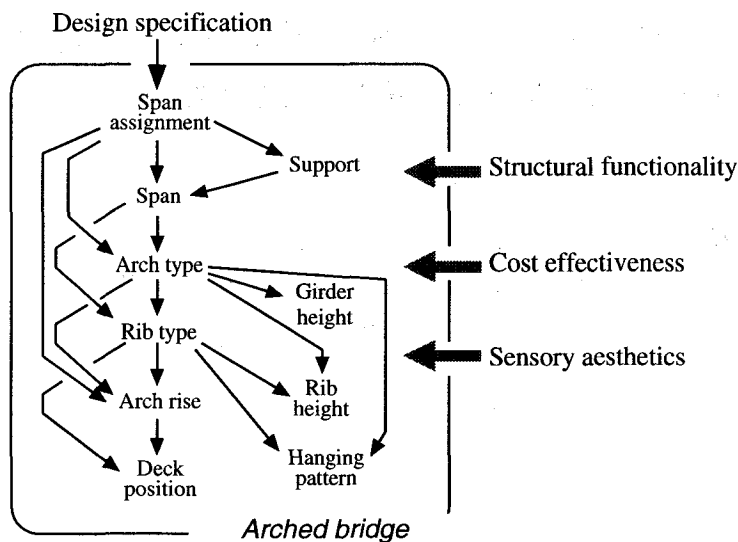 Design specification
Span
assignment
Support
Structural functionality
Span
Arch type
Cost effectiveness
Girder
height
Rib type
Sensory aesthetics
Arch rise
Rib
height
Deck
position
Hanging
pattern
Arched bridge